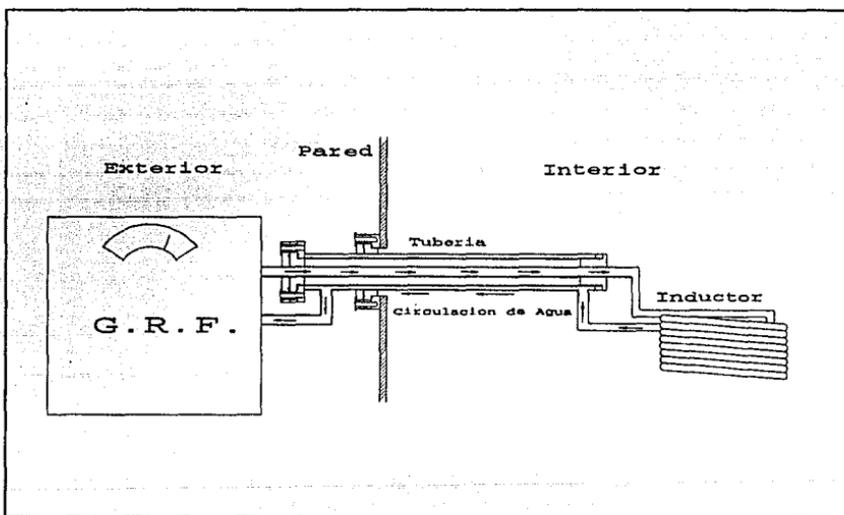 Pared
Exterior
Interior
Tuberia
Inductor
Circulacion de Agua
G.R.F.